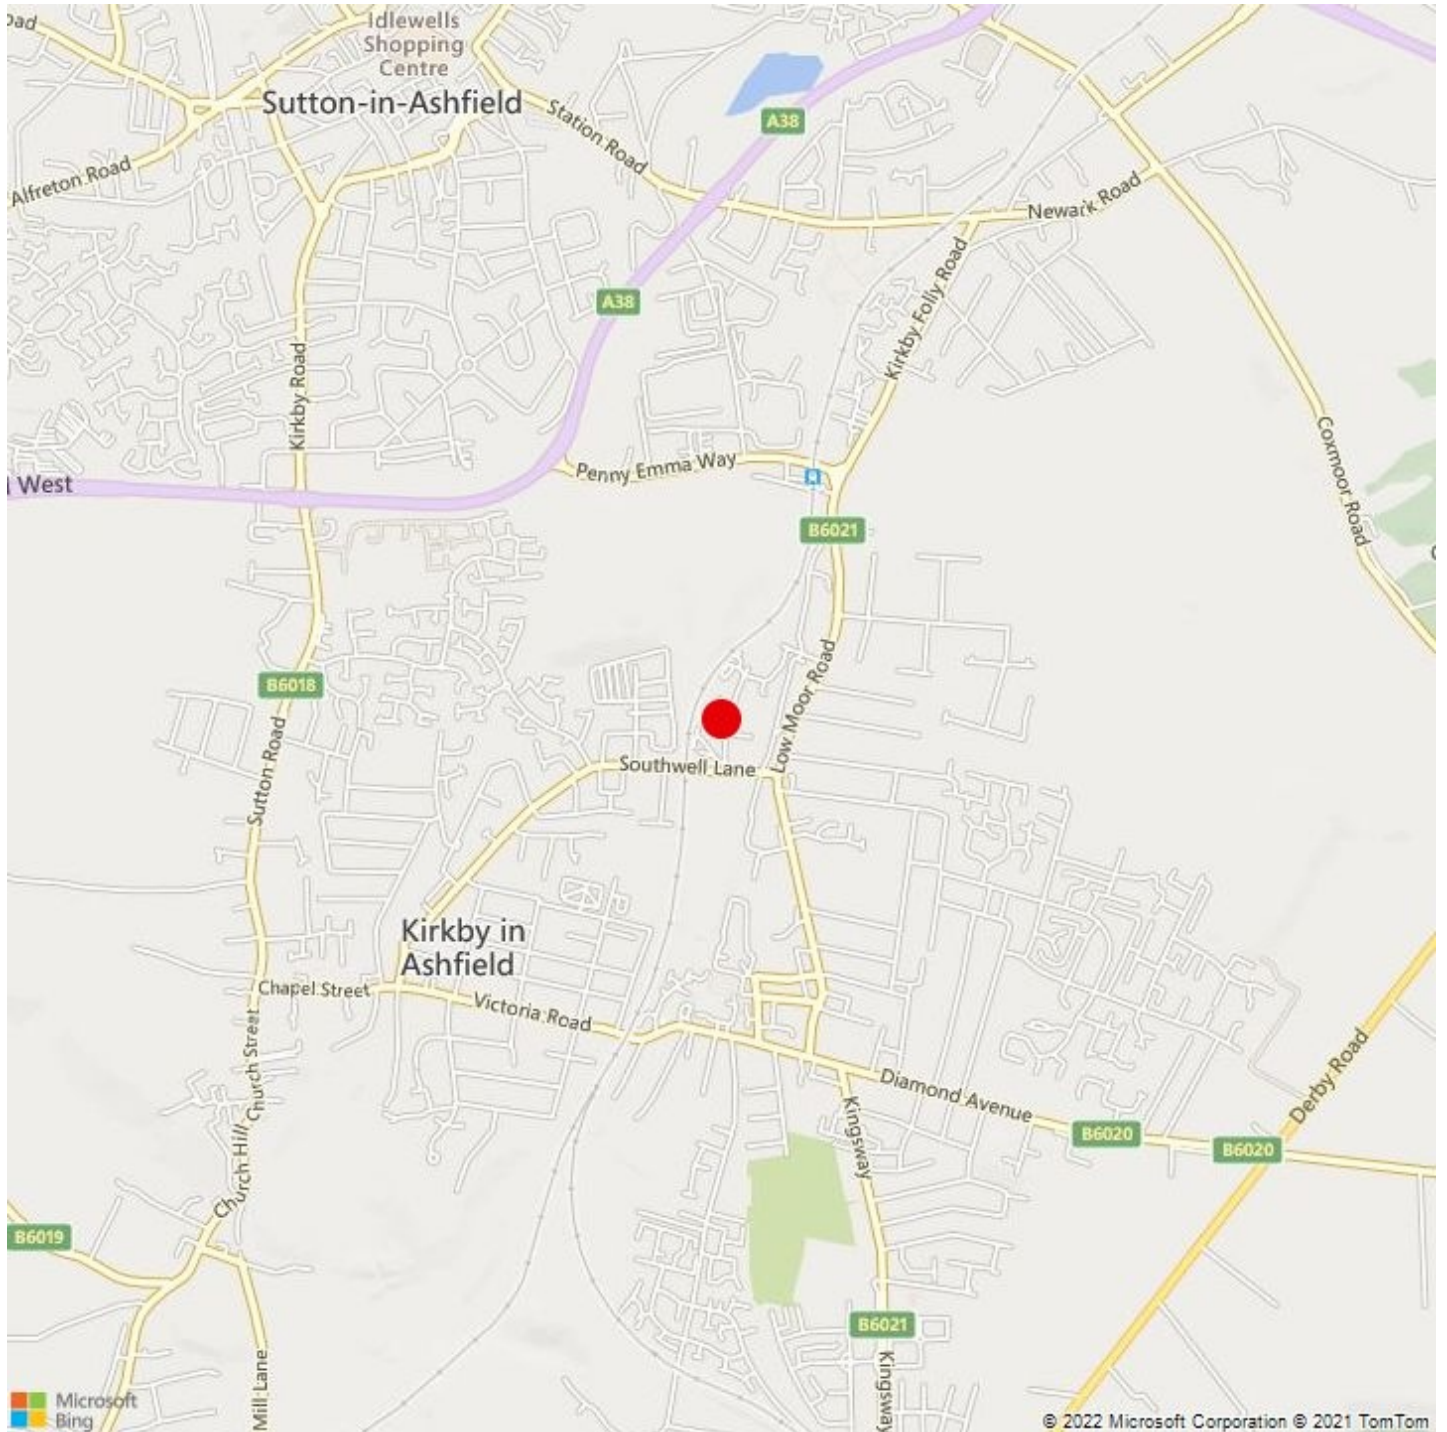 oad
Idlewells
Shopping
Centre
Sutton-in-Ashfield
Station Road
A38
Alfreton Road
Newark Road
A38
Kirkby Folly Road
Kirkby Road
Coxmoor Road
Penny Emma Way
West
B6021
B6018
Low Moor Road
Sutton Road
Southwell Lane
Kirkby in
Ashfield
Chapel Street
Victoria Road
Church Street
Derby Road
Diamond Avenue
Kingsway
B6020
B6020
Church Hill
B6019
B6021
Mill Lane
Kingsway
Microsoft
Bing
© 2022 Microsoft Corporation © 2021 TomTom